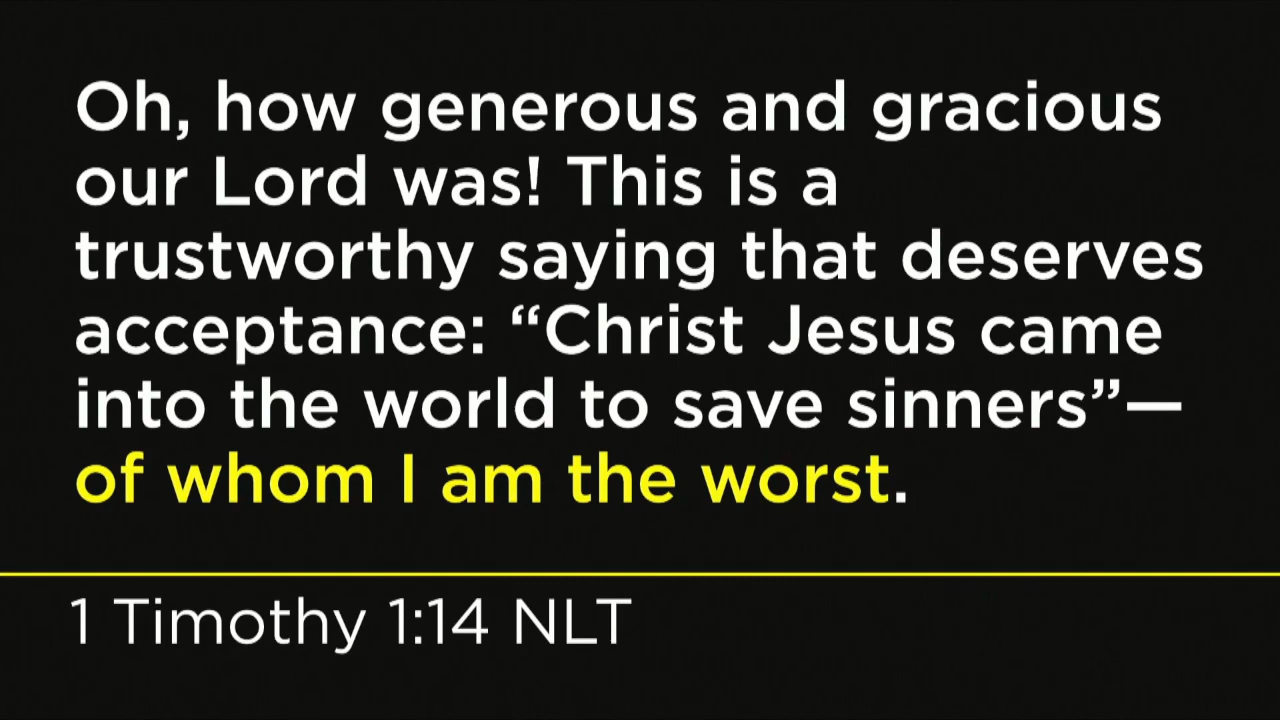 Oh, how generous and gracious
our Lord was! This is a
trustworthy saying that deserves
acceptance: “Christ Jesus came
into the world to save sinners”—
of whom I am the worst.
1 Timothy 1:14 NLT